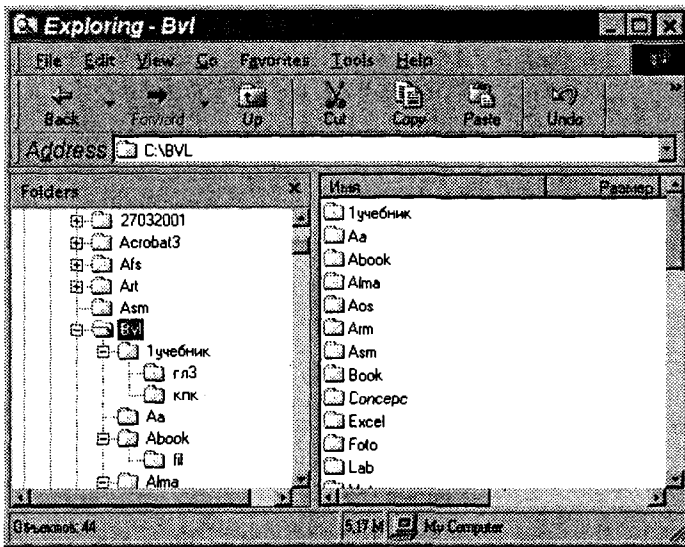 Exploring - Bvl
File Edit View Go Favorites Tools Help
Back Forward Up Cut Copy Paste Undo
Address C:\BVL
Folders
27032001
Acrobat3
Afs
Art
Asm
Bvl
1учебник
гл3
кпк
Aa
Abook
fil
Alma
Имя Размер
1учебник
Aa
Abook
Alma
Aos
Arm
Asm
Book
Concepc
Excel
Foto
Lab
Объектов: 44 5,17 М My Computer